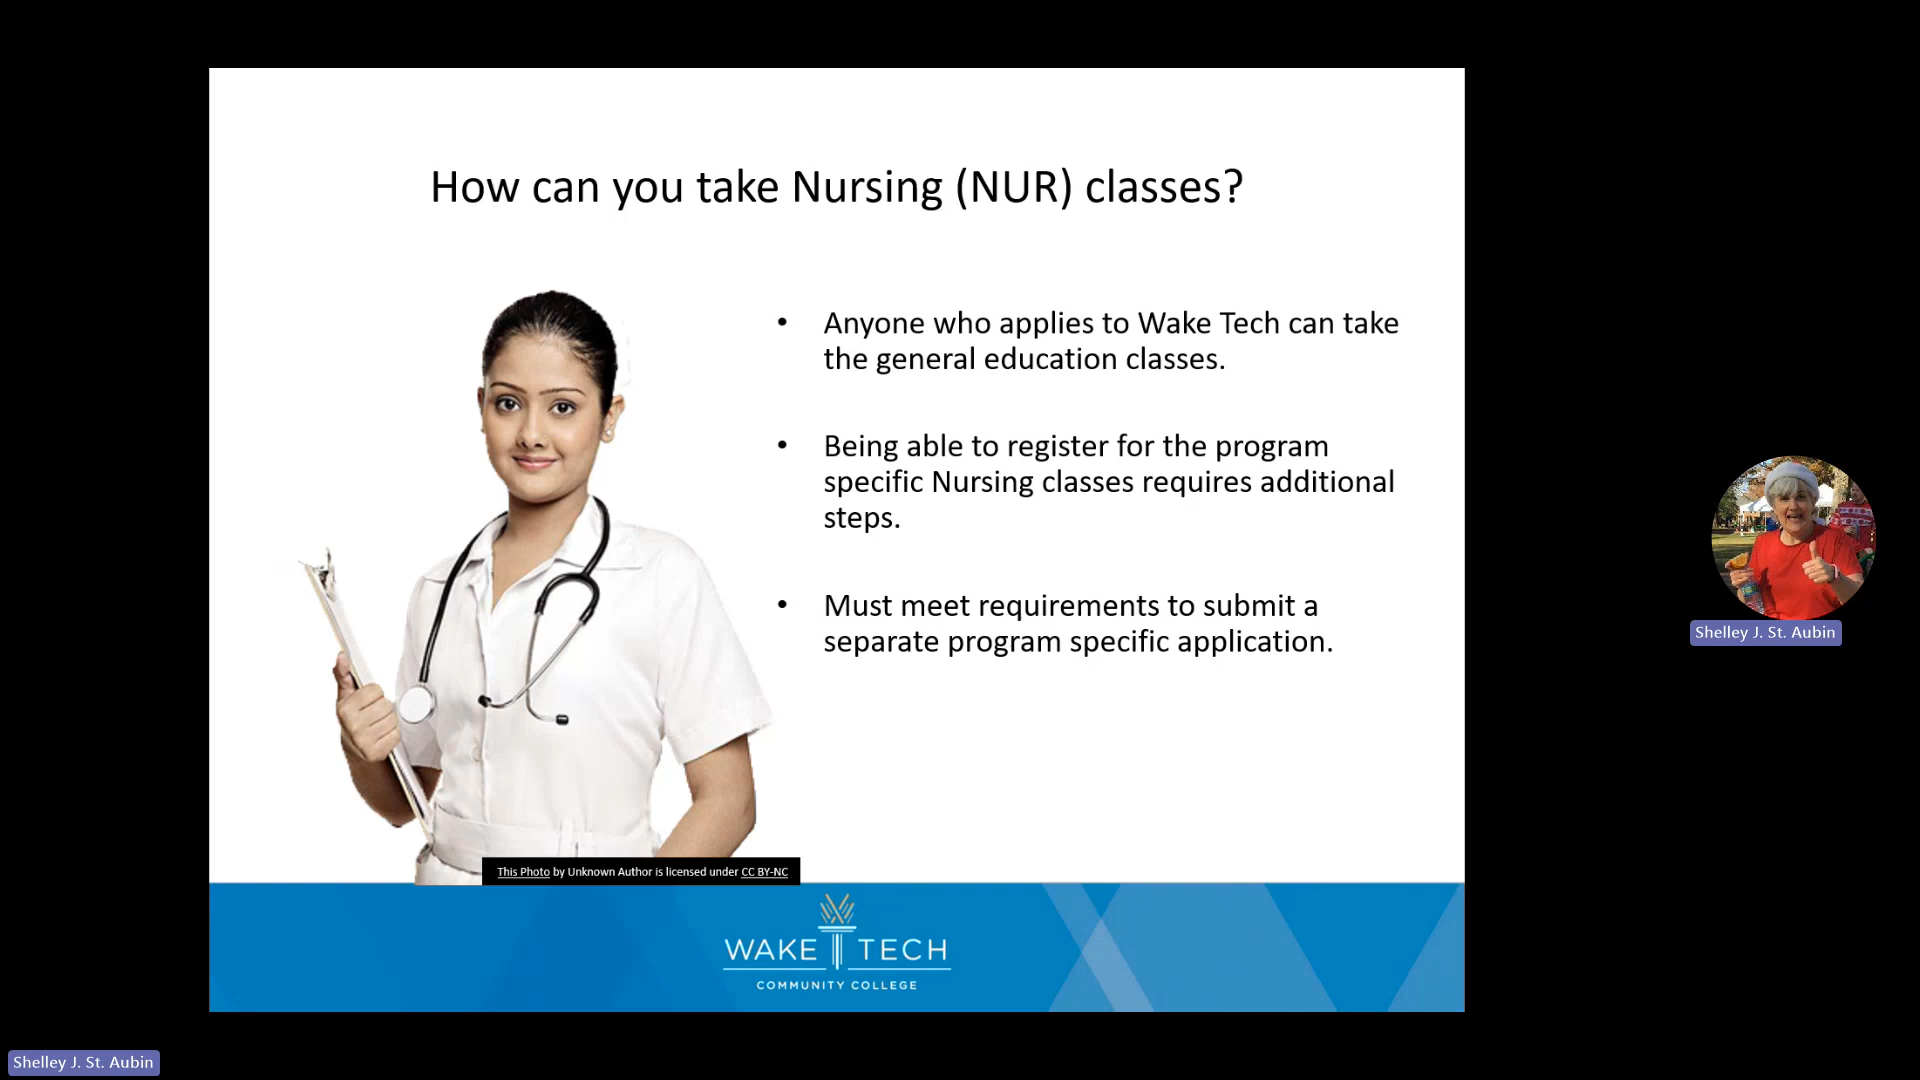 How can you take Nursing (NUR) classes?
• Anyone who applies to Wake Tech can take
the general education classes.
• Being able to register for the program
specific Nursing classes requires additional
steps.
• Must meet requirements to submit a
separate program specific application.
This Photo by Unknown Author is licensed under CC BY-NC
WAKE TECH
COMMUNITY COLLEGE
Shelley J. St. Aubin
Shelley J. St. Aubin